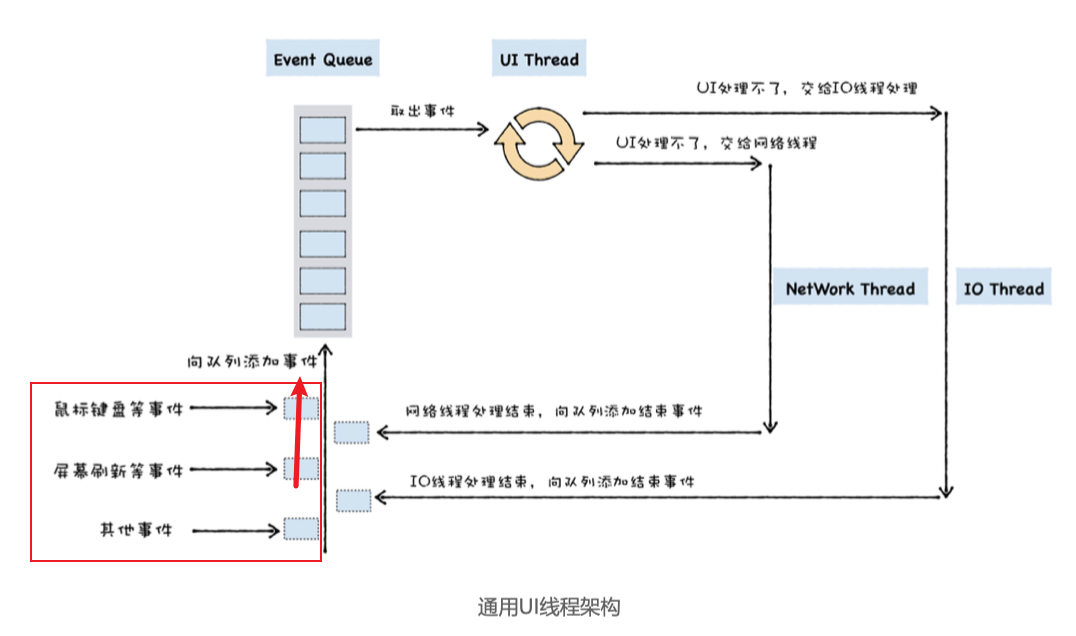 Event Queue
UI Thread
UI处理不了，交给IO线程处理
取出事件
UI处理不了，交给网络线程
NetWork Thread
IO Thread
向队列添加事件
鼠标键盘等事件
网络线程处理结束，向队列添加结束事件
屏幕刷新等事件
IO线程处理结束，向队列添加结束事件
其他事件
通用UI线程架构